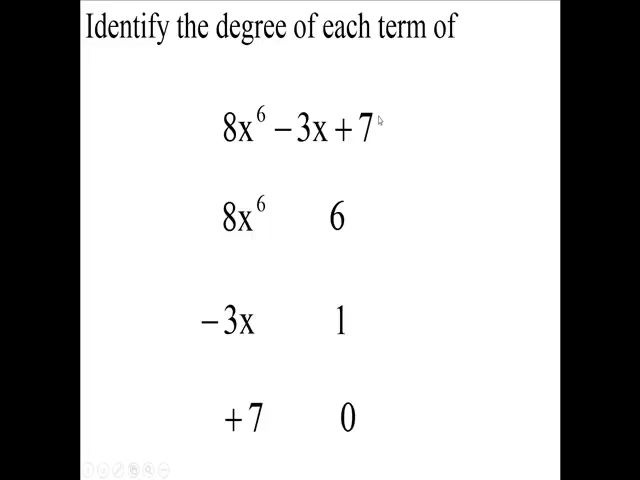 Identify the degree of each term of
8x⁶ − 3x + 7
8x⁶ 6
− 3x 1
+ 7 0